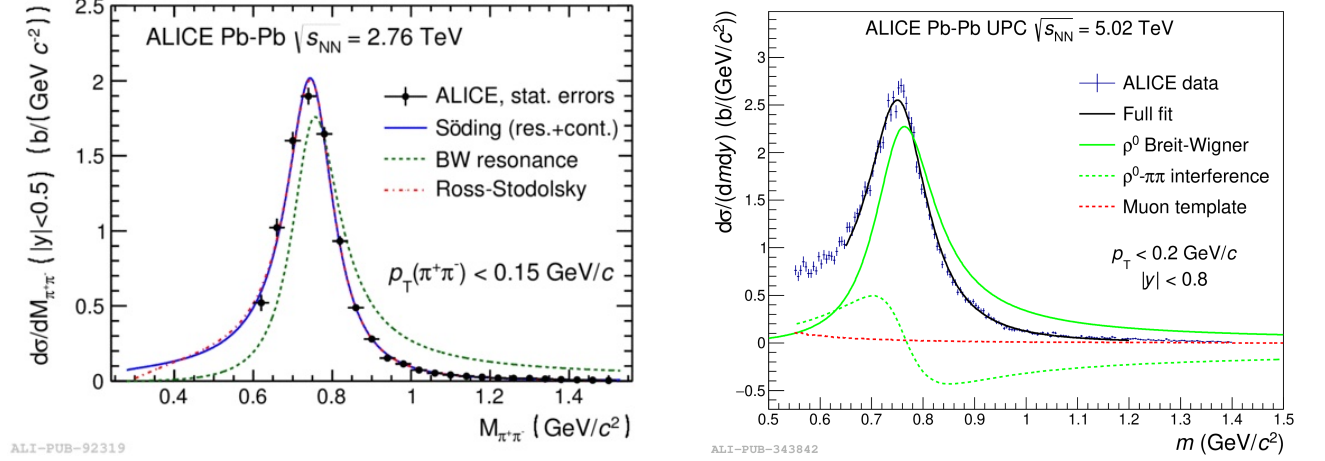 ALICE Pb-Pb √sNN = 2.76 TeV
ALICE, stat. errors
Söding (res.+cont.)
BW resonance
Ross-Stodolsky
pT(π+π-) < 0.15 GeV/c
dσ/dMπ+π- { |y|<0.5} {b/(GeV c-2)}
2.5
2
1.5
1
0.5
0
0.4
0.6
0.8
1
1.2
1.4
Mπ+π- {GeV/c2)
ALI-PUB-92319
ALICE Pb-Pb UPC √sNN = 5.02 TeV
ALICE data
Full fit
ρ0 Breit-Wigner
ρ0-ππ interference
Muon template
pT < 0.2 GeV/c
|y| < 0.8
dσ/(dmdy) (b/(GeV/c2))
3
2.5
2
1.5
1
0.5
0
−0.5
0.5
0.6
0.7
0.8
0.9
1
1.1
1.2
1.3
1.4
1.5
m (GeV/c2)
ALI-PUB-343842